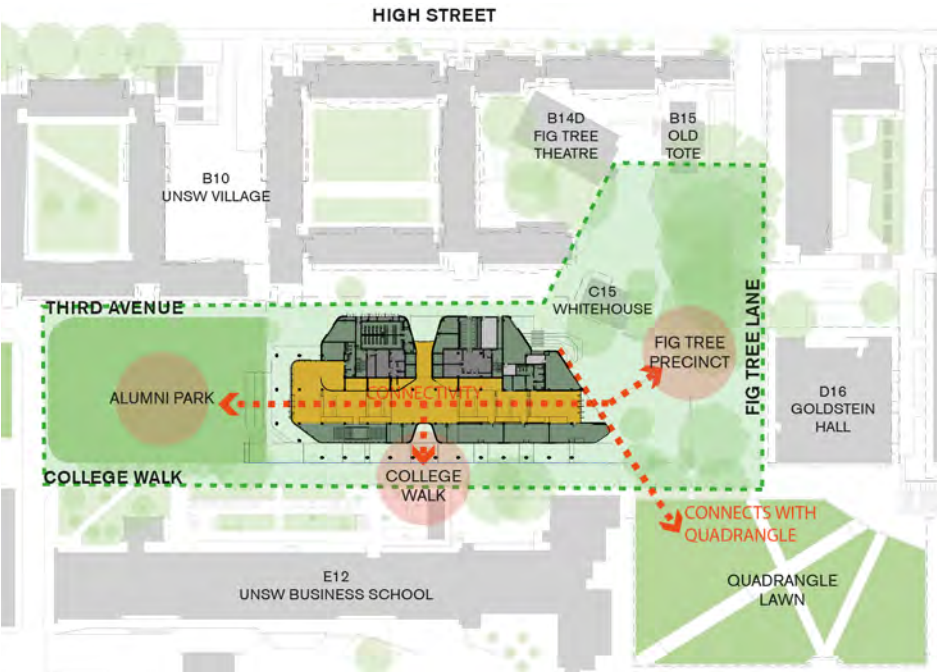 HIGH STREET
B14D
FIG TREE
THEATRE
B15
OLD
TOTE
B10
UNSW VILLAGE
C15
WHITEHOUSE
THIRD AVENUE
FIG TREE
PRECINCT
FIG TREE LANE
ALUMNI PARK
CONNECTIVITY
D16
GOLDSTEIN
HALL
COLLEGE WALK
COLLEGE
WALK
CONNECTS WITH
QUADRANGLE
E12
UNSW BUSINESS SCHOOL
QUADRANGLE
LAWN